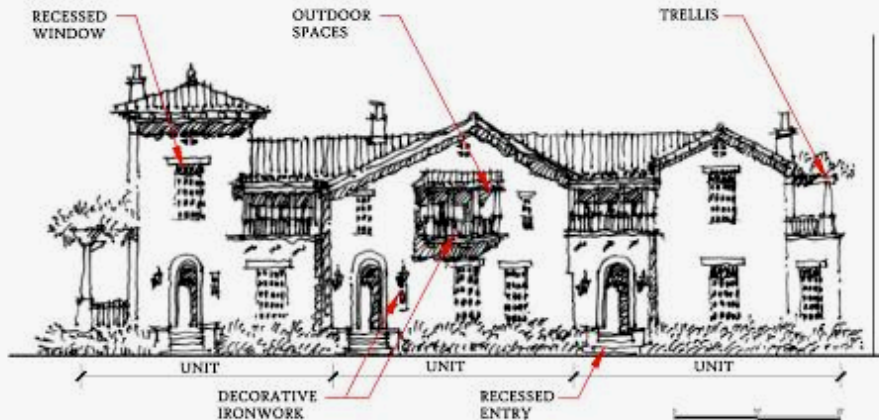 RECESSED
WINDOW
OUTDOOR
SPACES
TRELLIS
UNIT
UNIT
UNIT
DECORATIVE
IRONWORK
RECESSED
ENTRY